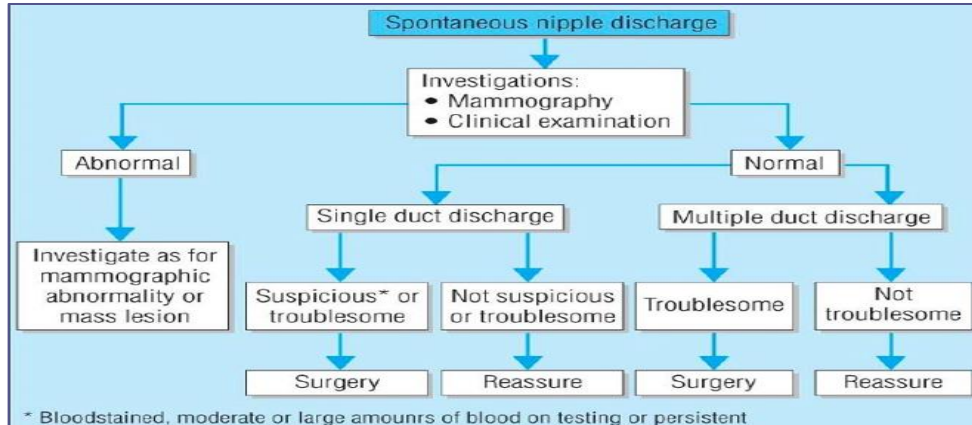 Spontaneous nipple discharge
Investigations:
• Mammography
• Clinical examination
Abnormal
Normal
Single duct discharge
Multiple duct discharge
Investigate as for
mammographic
abnormality or
mass lesion
Suspicious* or
troublesome
Not suspicious
or troublesome
Troublesome
Not
troublesome
Surgery
Reassure
Surgery
Reassure
* Bloodstained, moderate or large amounrs of blood on testing or persistent